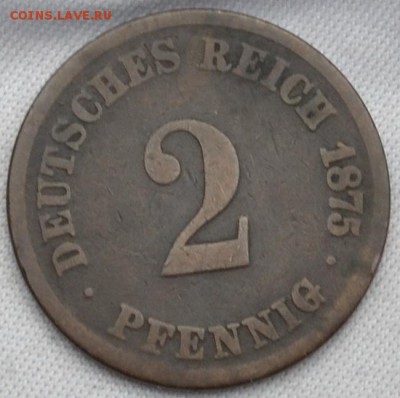 COINS.LAVE.RU
DEUTSCHES REICH 1875
2
· PFENNIG ·